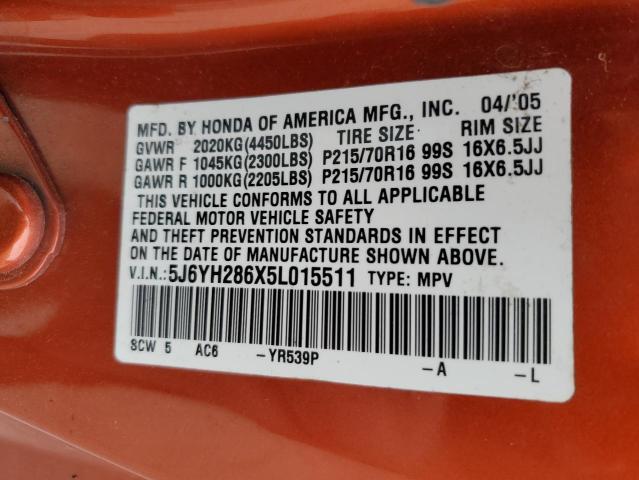 MFD. BY HONDA OF AMERICA MFG., INC. 04/'05
GVWR 2020KG(4450LBS) TIRE SIZE RIM SIZE
GAWR F 1045KG(2300LBS) P215/70R16 99S 16X6.5JJ
GAWR R 1000KG(2205LBS) P215/70R16 99S 16X6.5JJ
THIS VEHICLE CONFORMS TO ALL APPLICABLE
FEDERAL MOTOR VEHICLE SAFETY
AND THEFT PREVENTION STANDARDS IN EFFECT
ON THE DATE OF MANUFACTURE SHOWN ABOVE.
V.I.N.: 5J6YH286X5L015511 TYPE: MPV
SCW 5 AC6 -YR539P -A -L